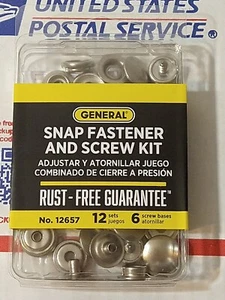 UNITED STATES
POSTAL SERVICE
GENERAL
SNAP FASTENER
AND SCREW KIT
ADJUSTAR Y ATORNILLAR JUEGO
COMBINADO DE CIERRE A PRESIÓN
RUST-FREE GUARANTEE™
No. 12657 12 sets juegos 6 screw bases atornillar